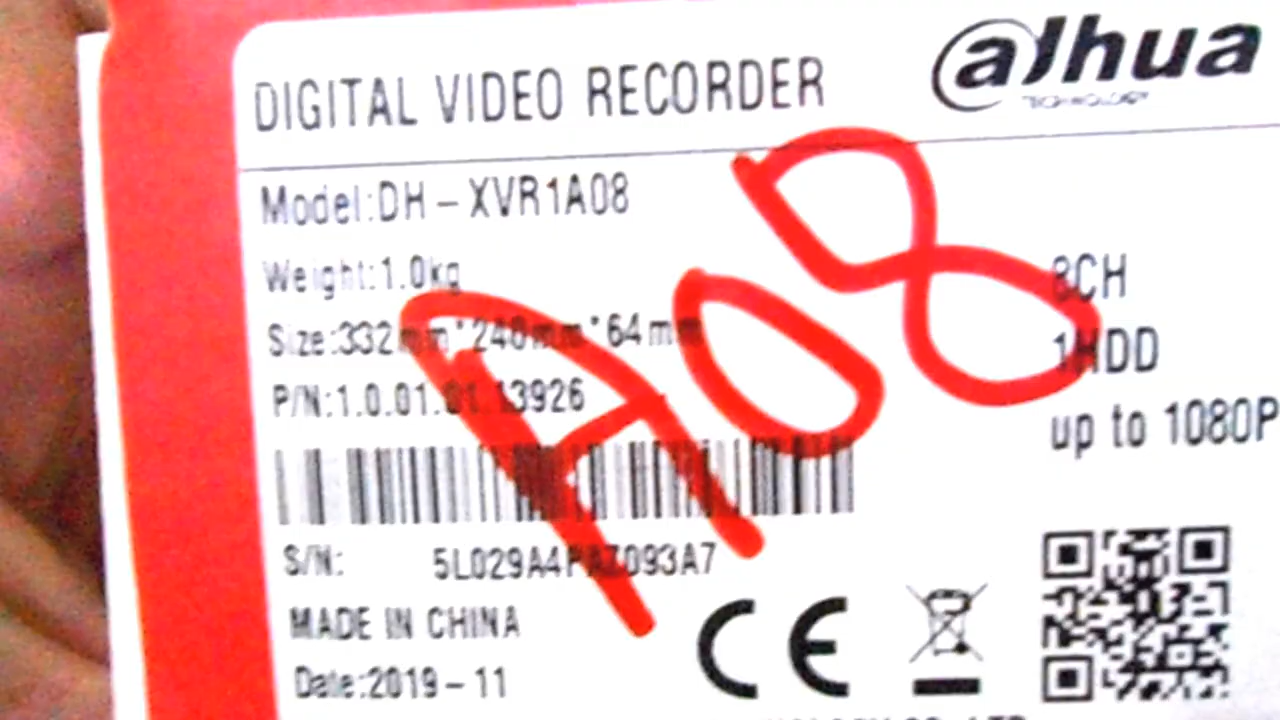 DIGITAL VIDEO RECORDER
alhua
TECHNOLOGY
Model:DH-XVR1A08
Weight:1.0kg
Size:332mm*240mm*64mm
P/N:1.0.01.01.13926
8CH
1HDD
up to 1080P
A08
S/N: 5L029A4PAZ093A7
MADE IN CHINA
Date:2019-11
CE